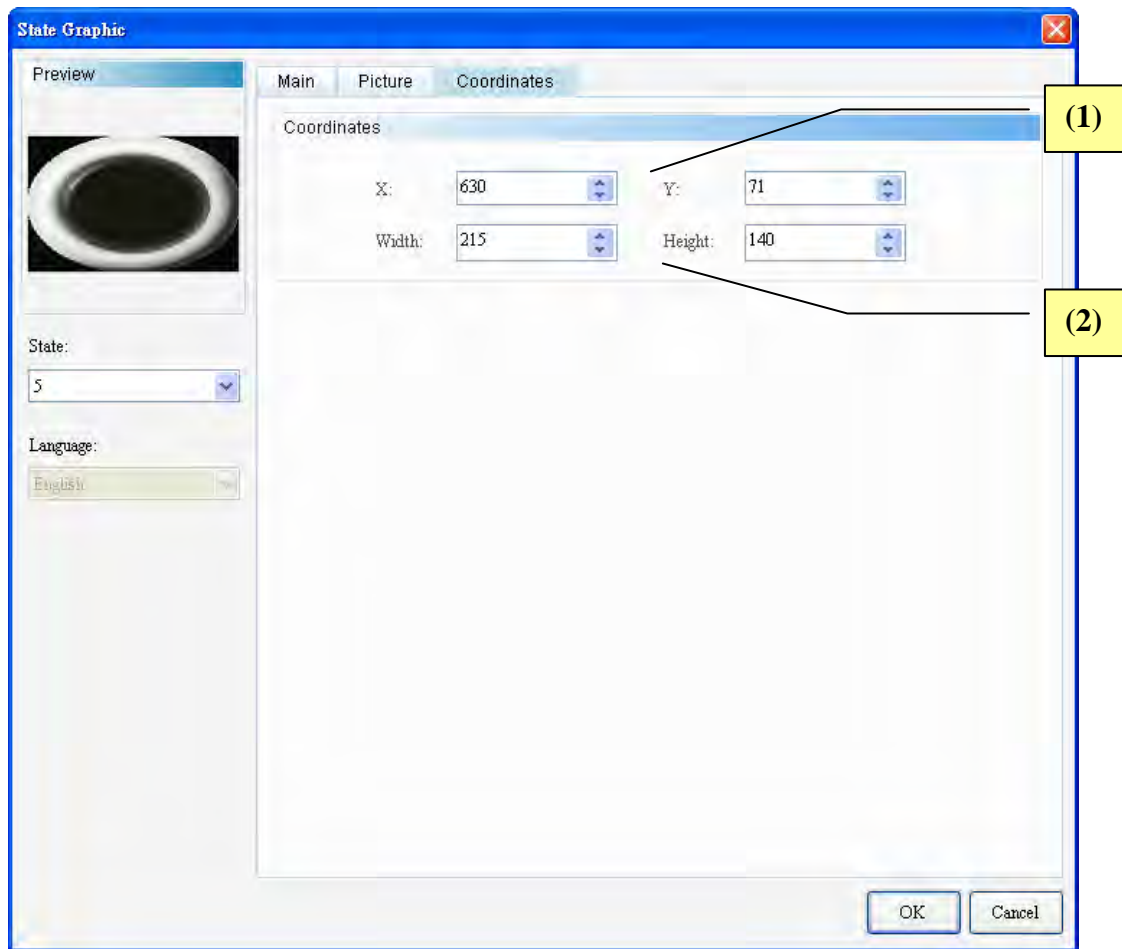 State Graphic
Preview
Main Picture Coordinates
(1)
Coordinates
X: 630 Y: 71
Width: 215 Height: 140
(2)
State:
5
Language:
English
OK Cancel